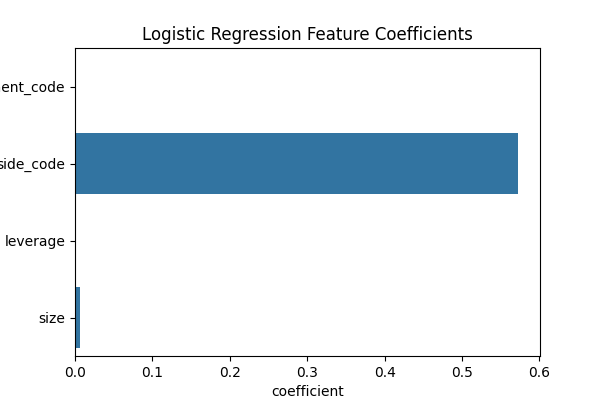 Logistic Regression Feature Coefficients
ent_code
side_code
leverage
size
0.0 0.1 0.2 0.3 0.4 0.5 0.6
coefficient